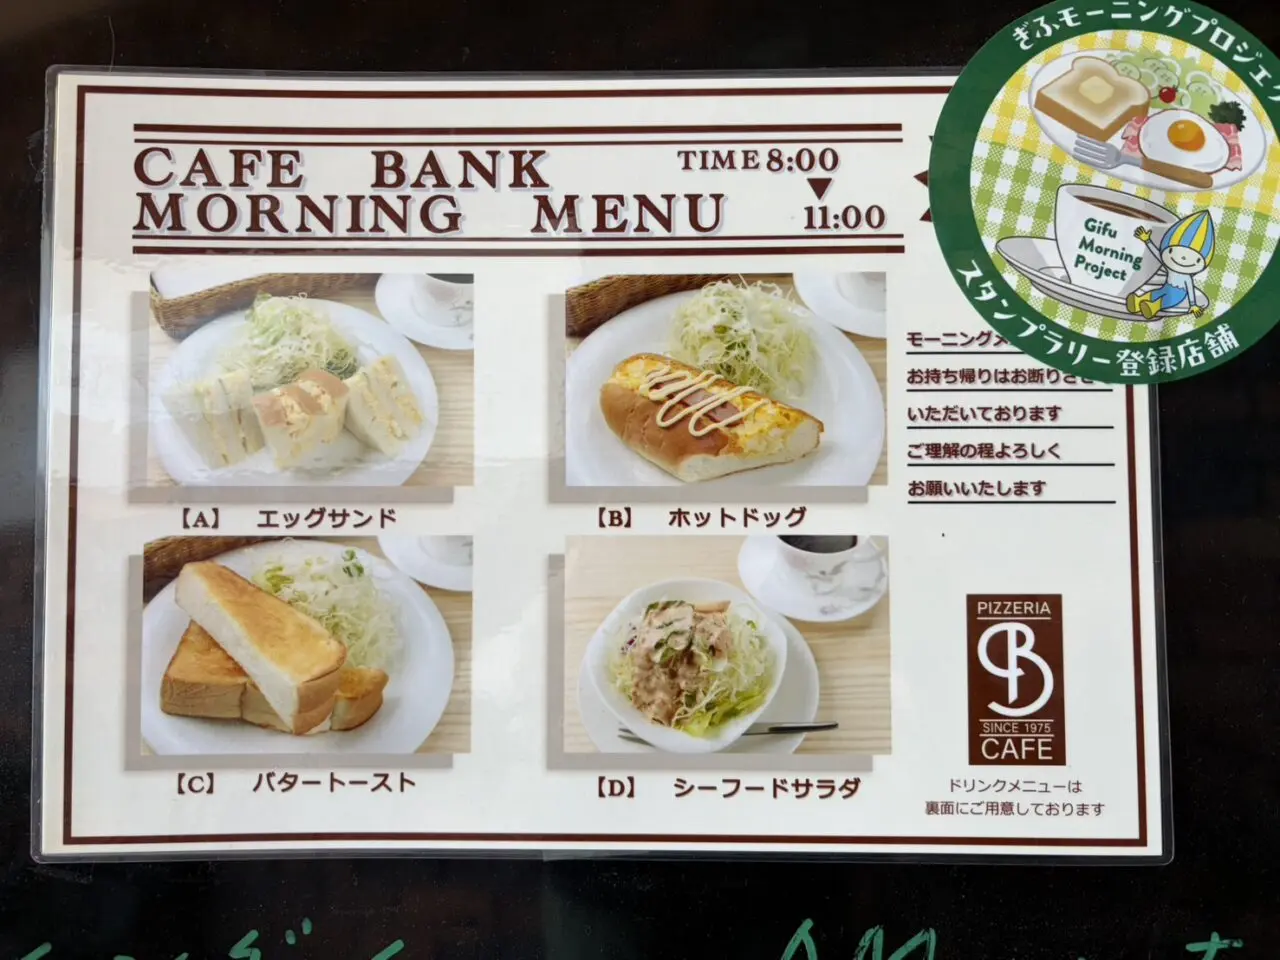 CAFE BANK
MORNING MENU
TIME 8:00
▼
11:00
ぎふモーニングプロジェク
Gifu
Morning
Project
スタンプラリー登録店舗
モーニング
お持ち帰りはお断りさせ
いただいております
ご理解の程よろしく
お願いいたします
【A】 エッグサンド
【B】 ホットドッグ
【C】 バタートースト
【D】 シーフードサラダ
PIZZERIA
B
SINCE 1975
CAFE
ドリンクメニューは
裏面にご用意しております